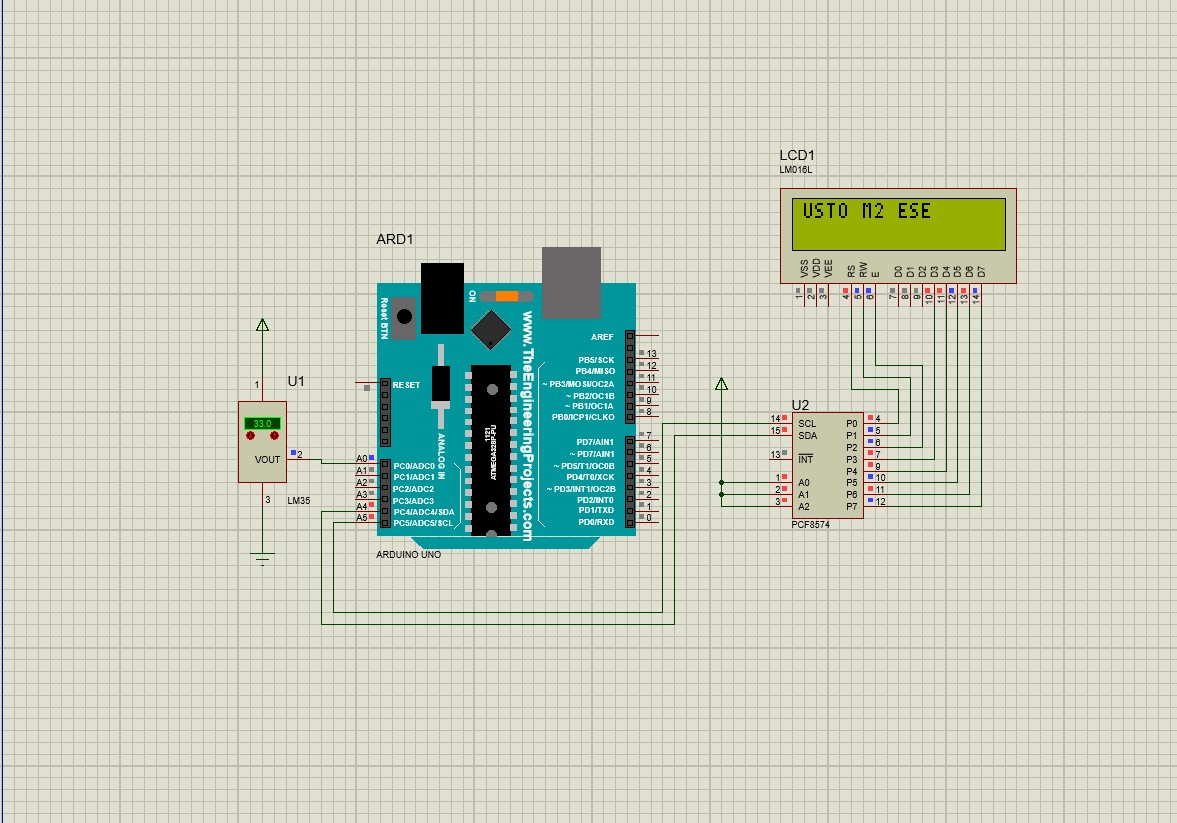 LCD1
LM016L
USTO M2 ESE
VSS
VDD
VEE
RS
RW
E
D0
D1
D2
D3
D4
D5
D6
D7
1
2
3
4
5
6
7
8
9
10
11
12
13
14
ARD1
Reset BTN
ON
www.TheEngineeringProjects.com
RESET
ANALOG IN
1121
ATMEGA328P-PU
AREF
PB5/SCK 13
PB4/MISO 12
~ PB3/MOSI/OC2A 11
~ PB2/OC1B 10
~ PB1/OC1A 9
PB0/ICP1/CLKO 8
PD7/AIN1 7
~ PD7/AIN1 6
~ PD5/T1/OC0B 5
PD4/T0/XCK 4
~ PD3/INT1/OC2B 3
PD2/INT0 2
PD1/TXD 1
PD0/RXD 0
A0 PC0/ADC0
A1 PC1/ADC1
A2 PC2/ADC2
A3 PC3/ADC3
A4 PC4/ADC4/SDA
A5 PC5/ADC5/SCL
ARDUINO UNO
U1
1
33.0
VOUT 2
3
LM35
U2
14 SCL P0 4
15 SDA P1 5
P2 6
13 INT P3 7
P4 9
1 A0 P5 10
2 A1 P6 11
3 A2 P7 12
PCF8574